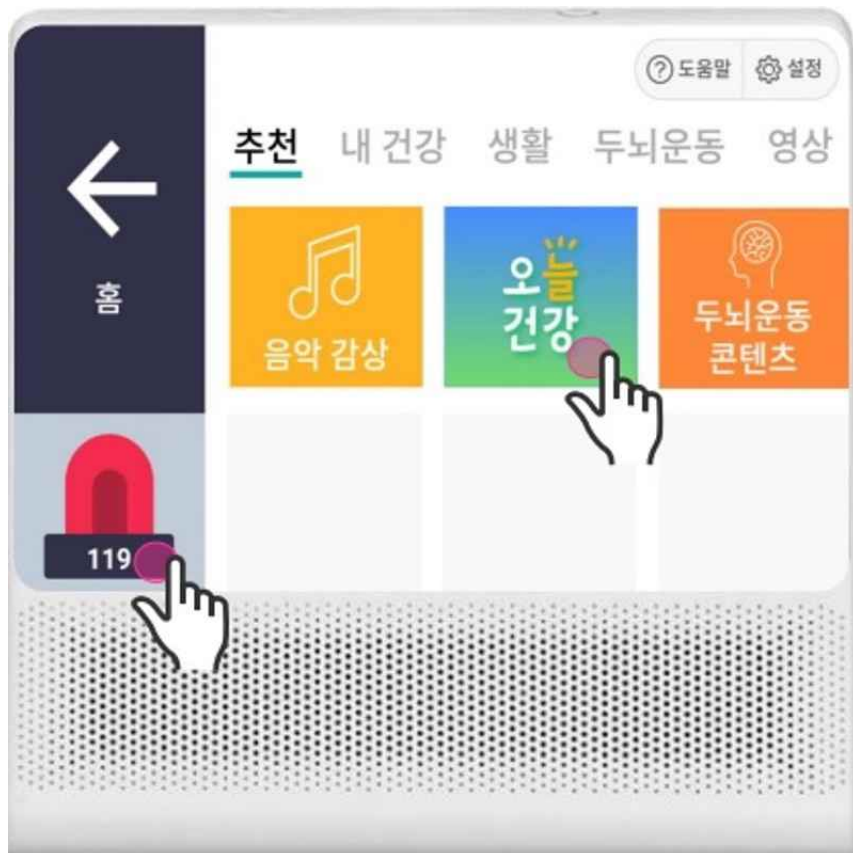 도움말 설정
추천 내 건강 생활 두뇌운동 영상
홈
음악 감상
오늘
건강
두뇌운동
콘텐츠
119